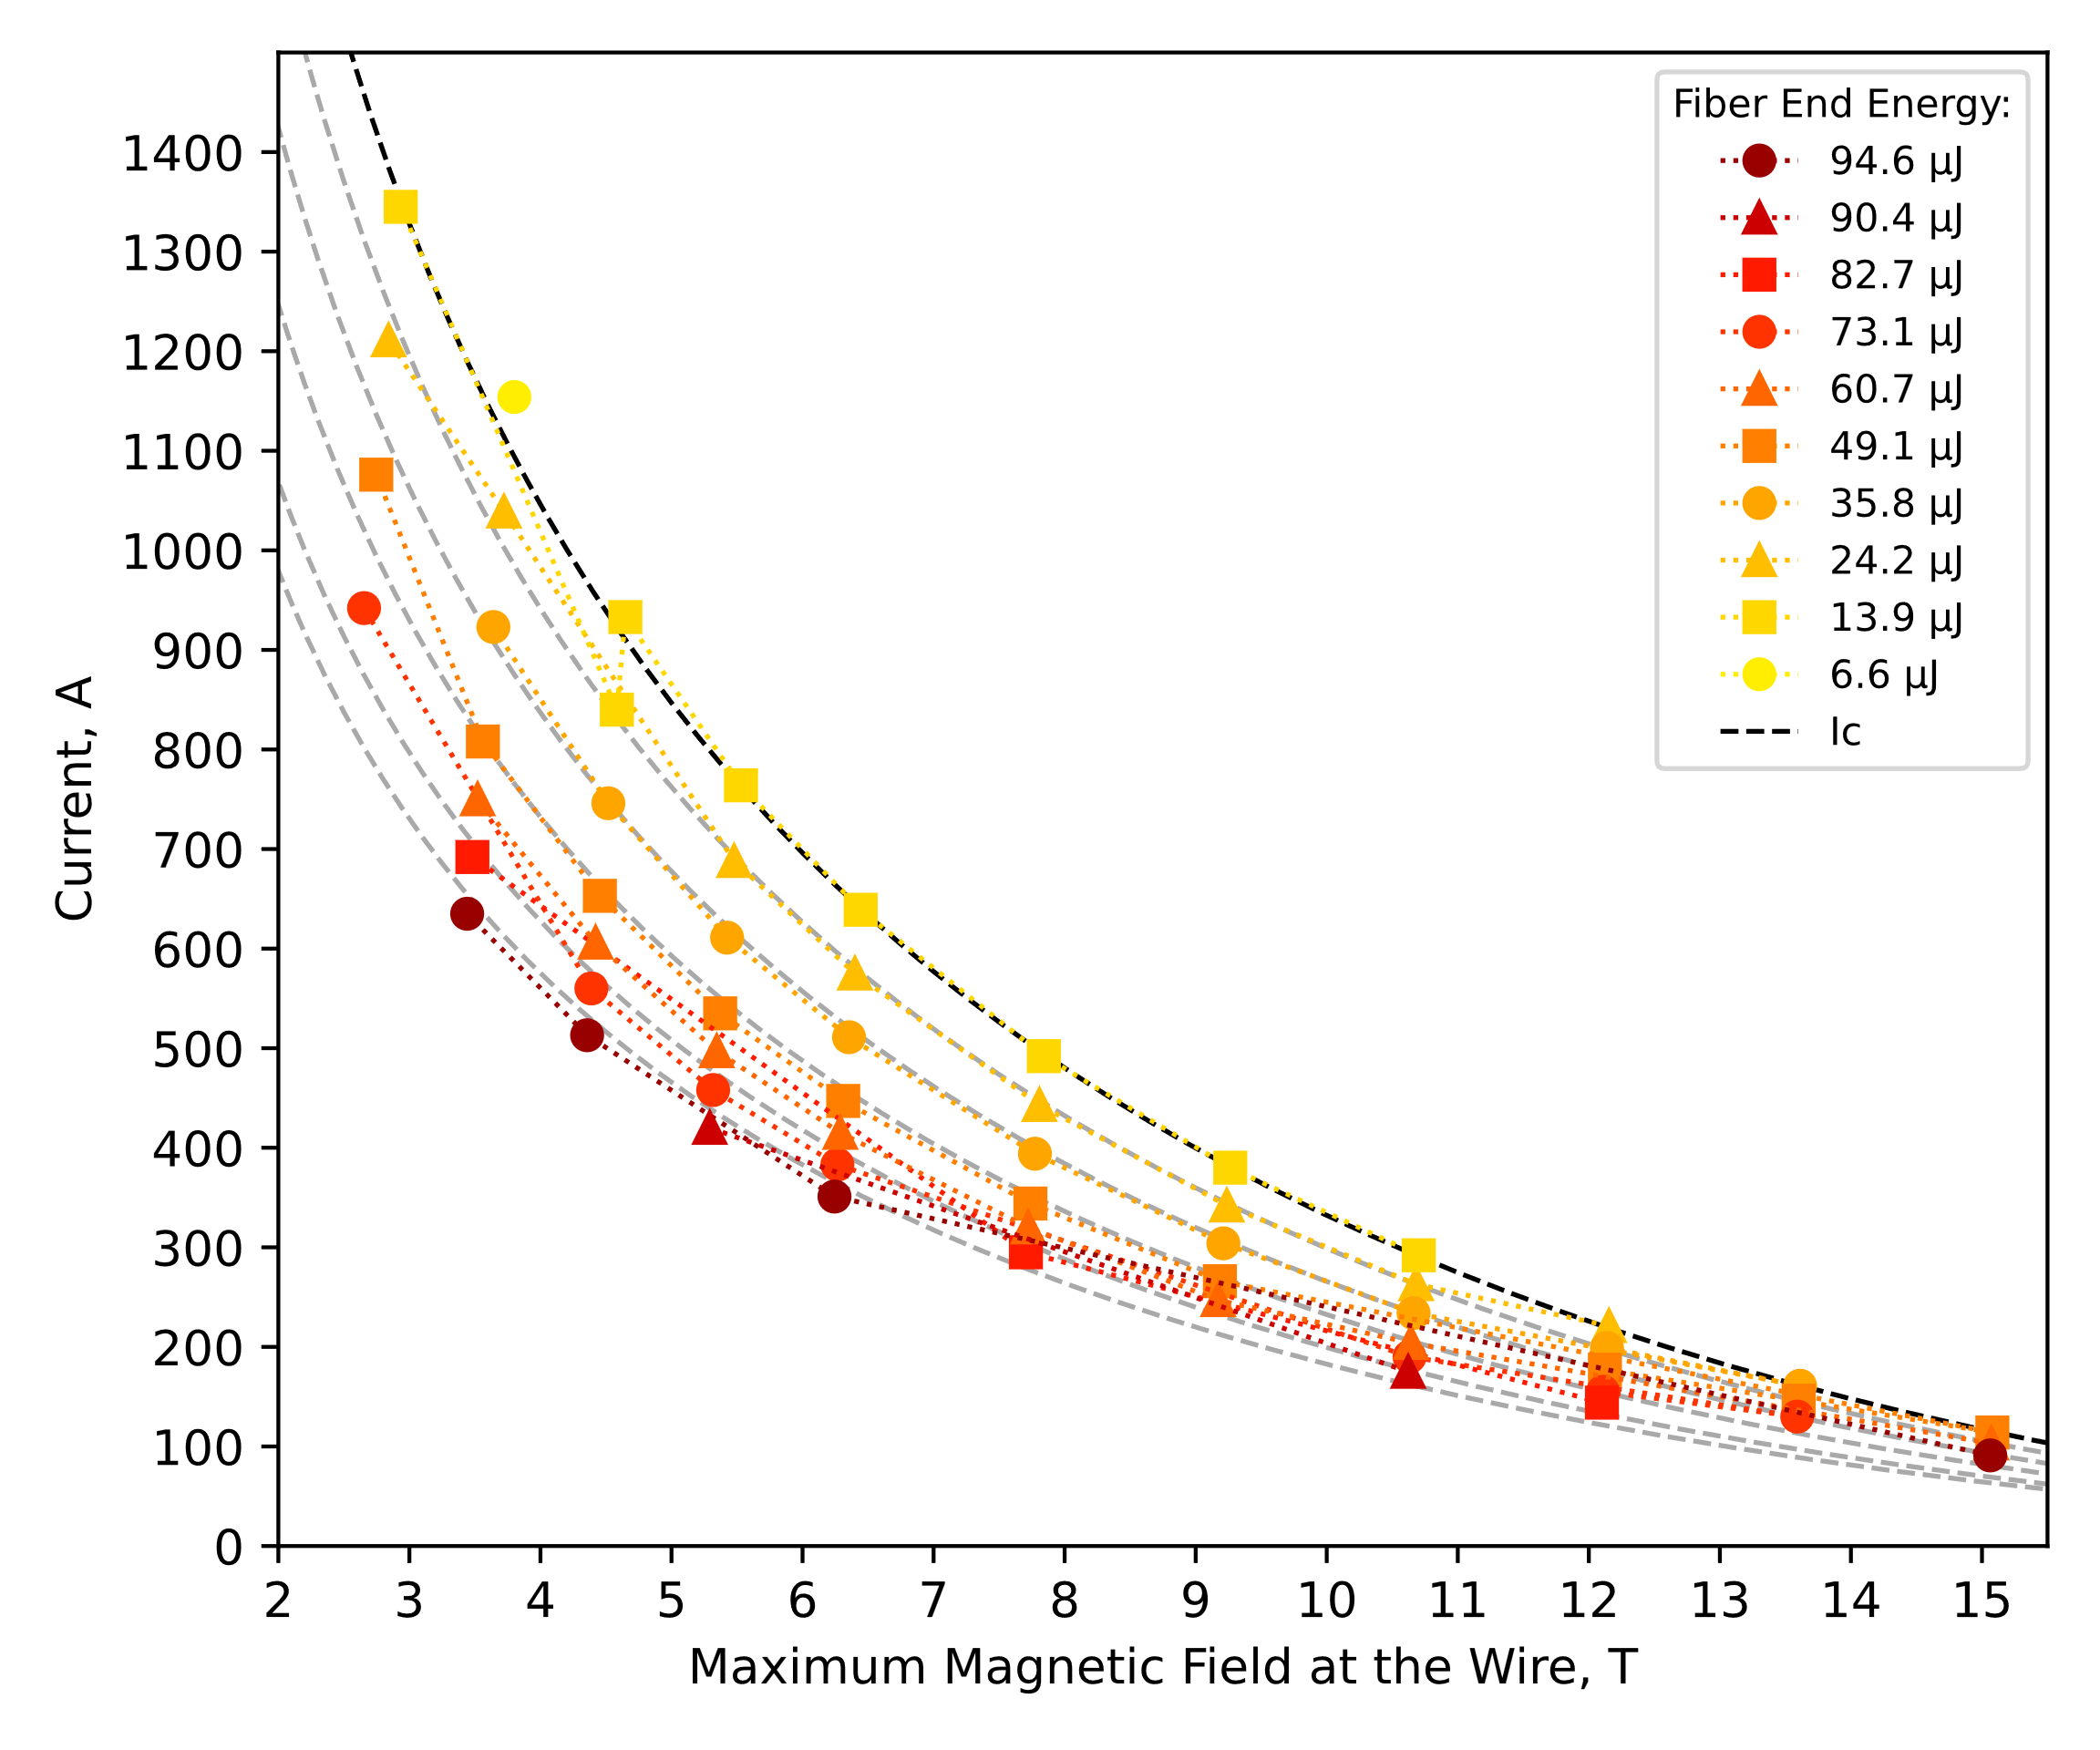 Fiber End Energy:
94.6 µJ
90.4 µJ
82.7 µJ
73.1 µJ
60.7 µJ
49.1 µJ
35.8 µJ
24.2 µJ
13.9 µJ
6.6 µJ
Ic
1400
1300
1200
1100
1000
900
800
700
600
500
400
300
200
100
0
Current, A
2 3 4 5 6 7 8 9 10 11 12 13 14 15
Maximum Magnetic Field at the Wire, T